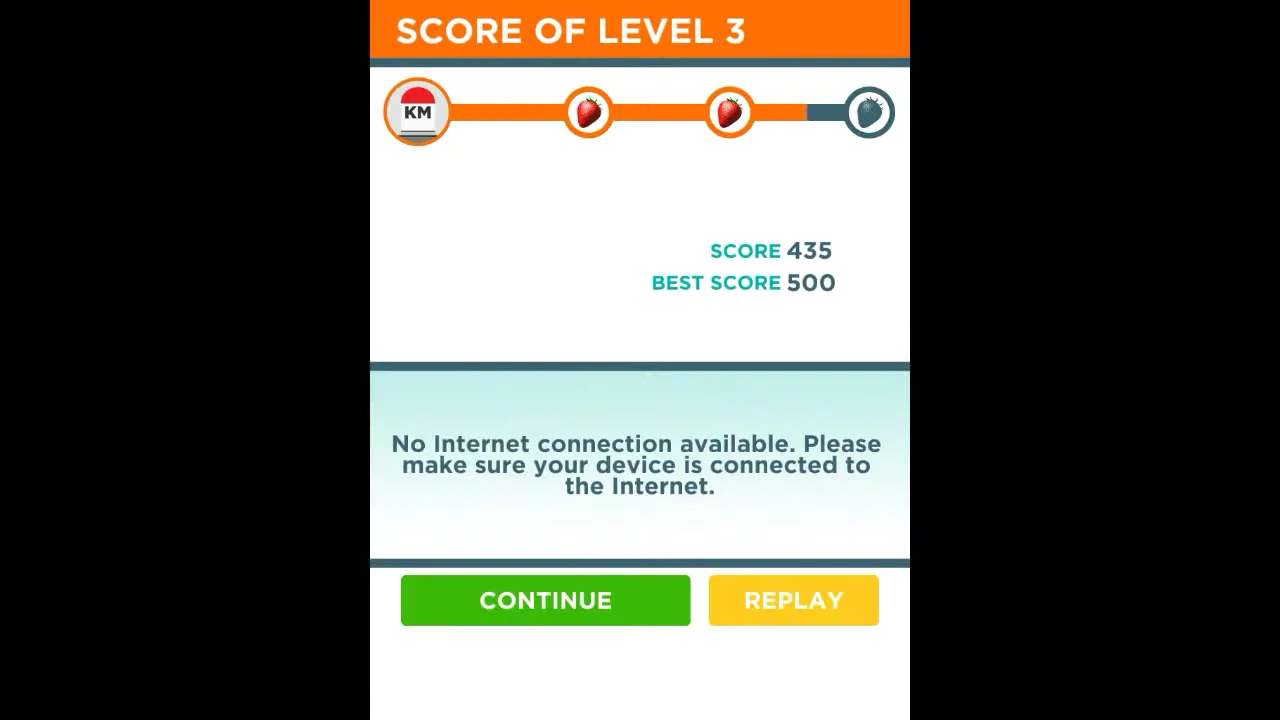 SCORE OF LEVEL 3
KM
SCORE 435
BEST SCORE 500
No Internet connection available. Please
make sure your device is connected to
the Internet.
CONTINUE
REPLAY